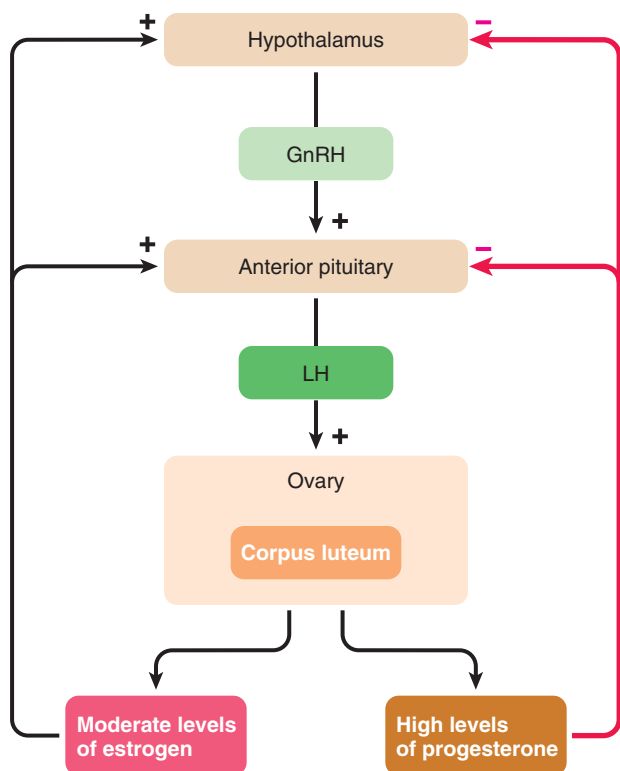 +
−
Hypothalamus
GnRH
+
+
−
Anterior pituitary
LH
+
Ovary
Corpus luteum
Moderate levels
of estrogen
High levels
of progesterone